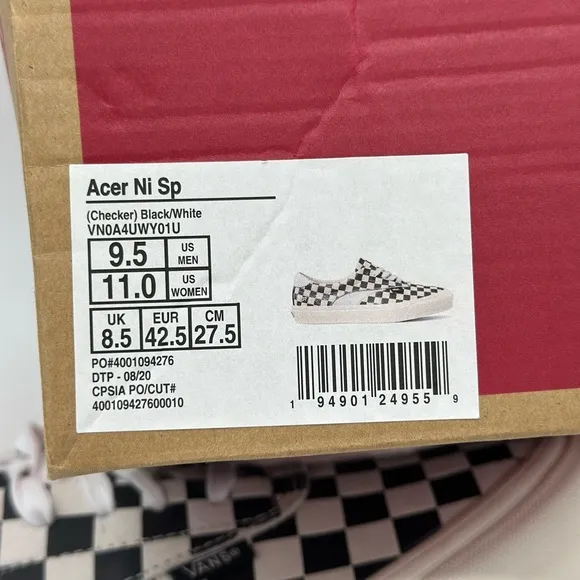 Acer Ni Sp
(Checker) Black/White
VN0A4UWY01U
9.5 US MEN
11.0 US WOMEN
UK EUR CM
8.5 42.5 27.5
PO#4001094276
DTP - 08/20
CPSIA PO/CUT#
400109427600010
1 94901 24955 9
VANS